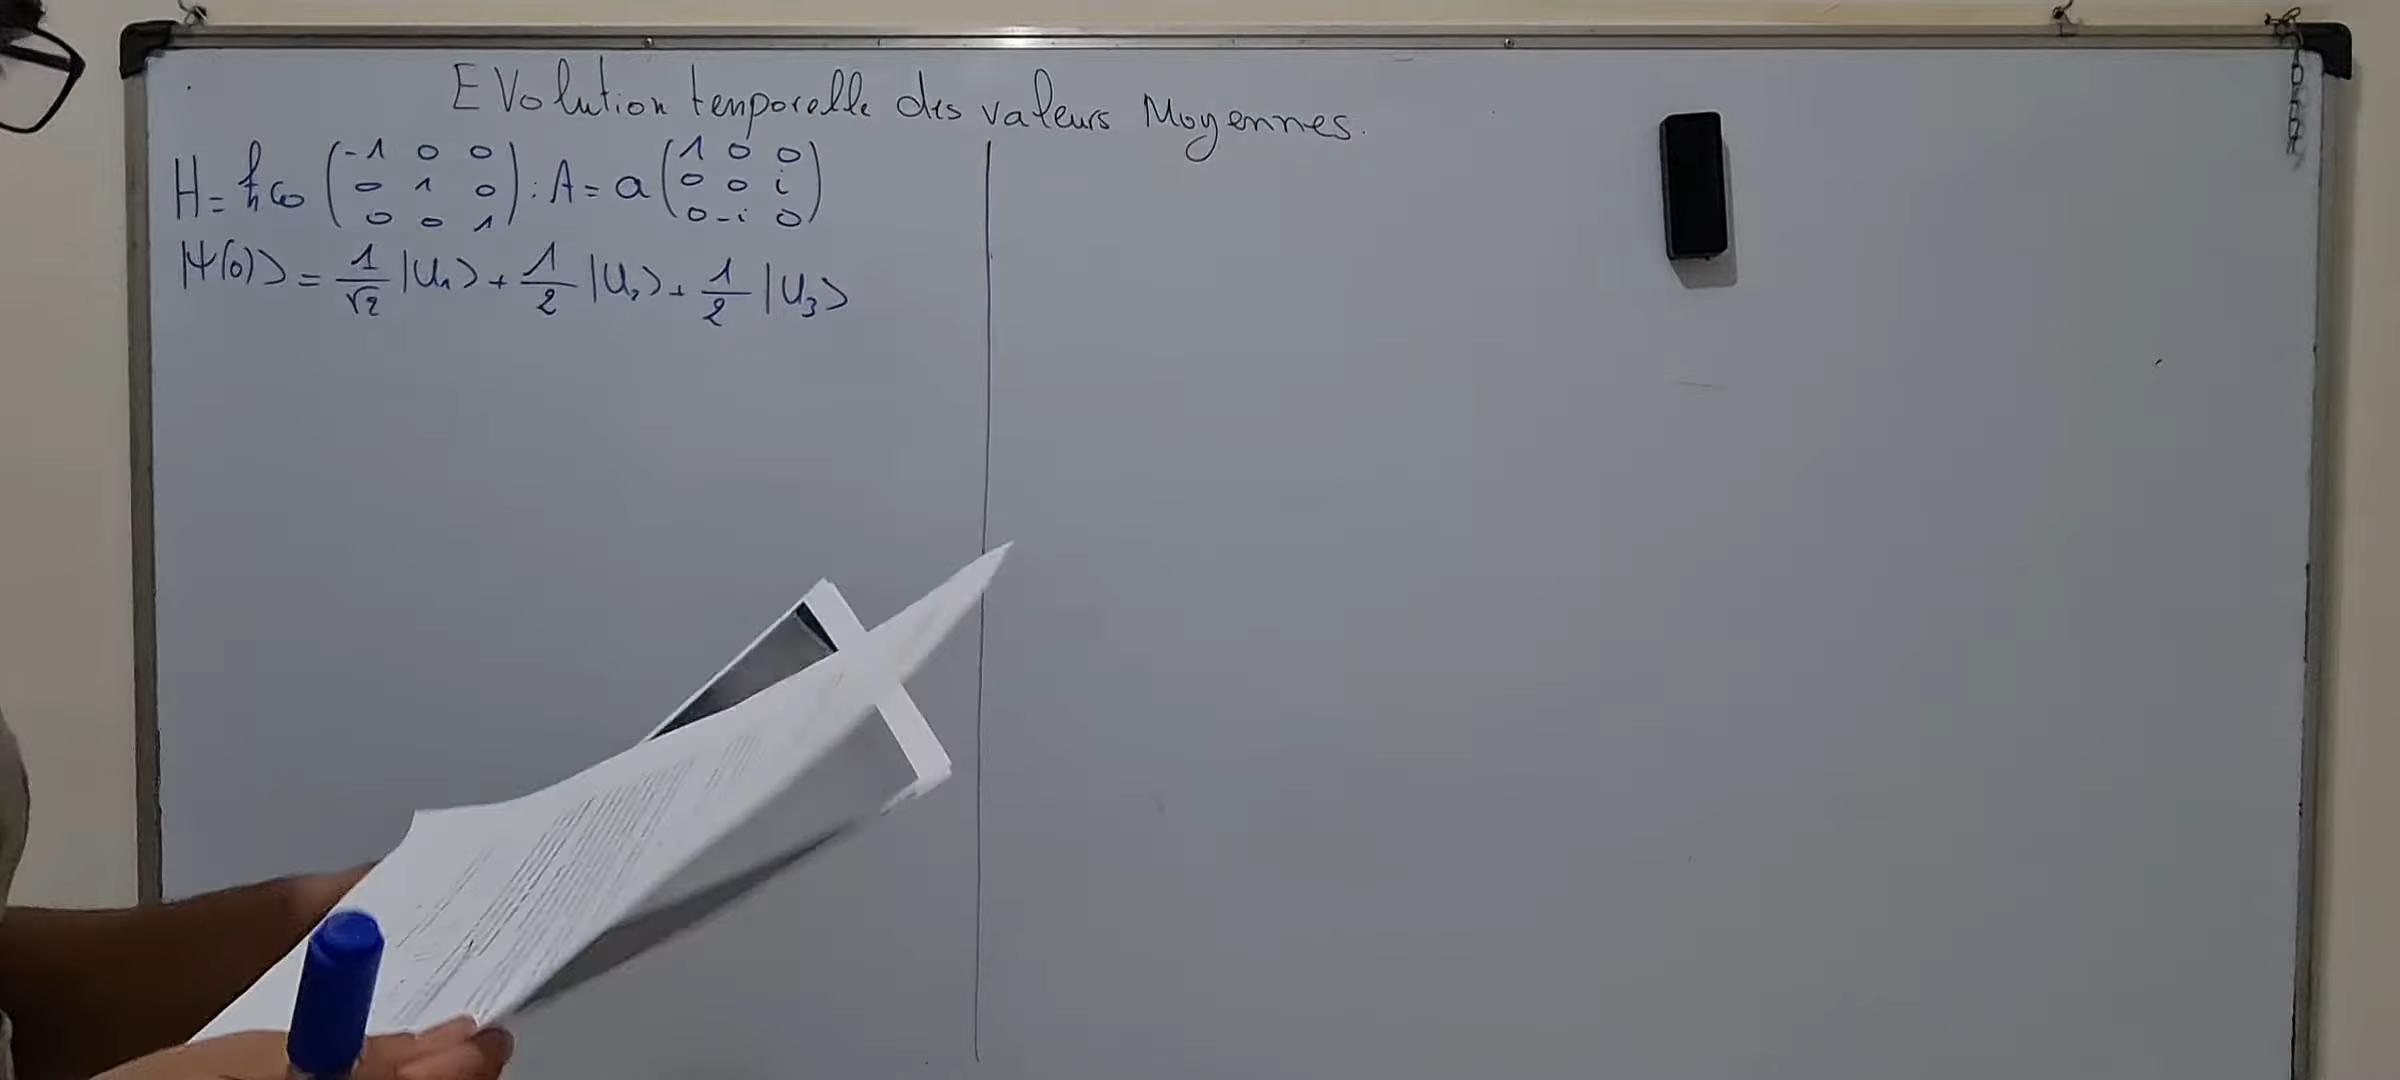 EVolution temporelle des valeurs Moyennes.
H = ħω (-1 0 0; 0 1 0; 0 0 1) : A = a (1 0 0; 0 0 i; 0 -i 0)
|Ψ(0)⟩ = 1/√2 |U₁⟩ + 1/2 |U₂⟩ + 1/2 |U₃⟩